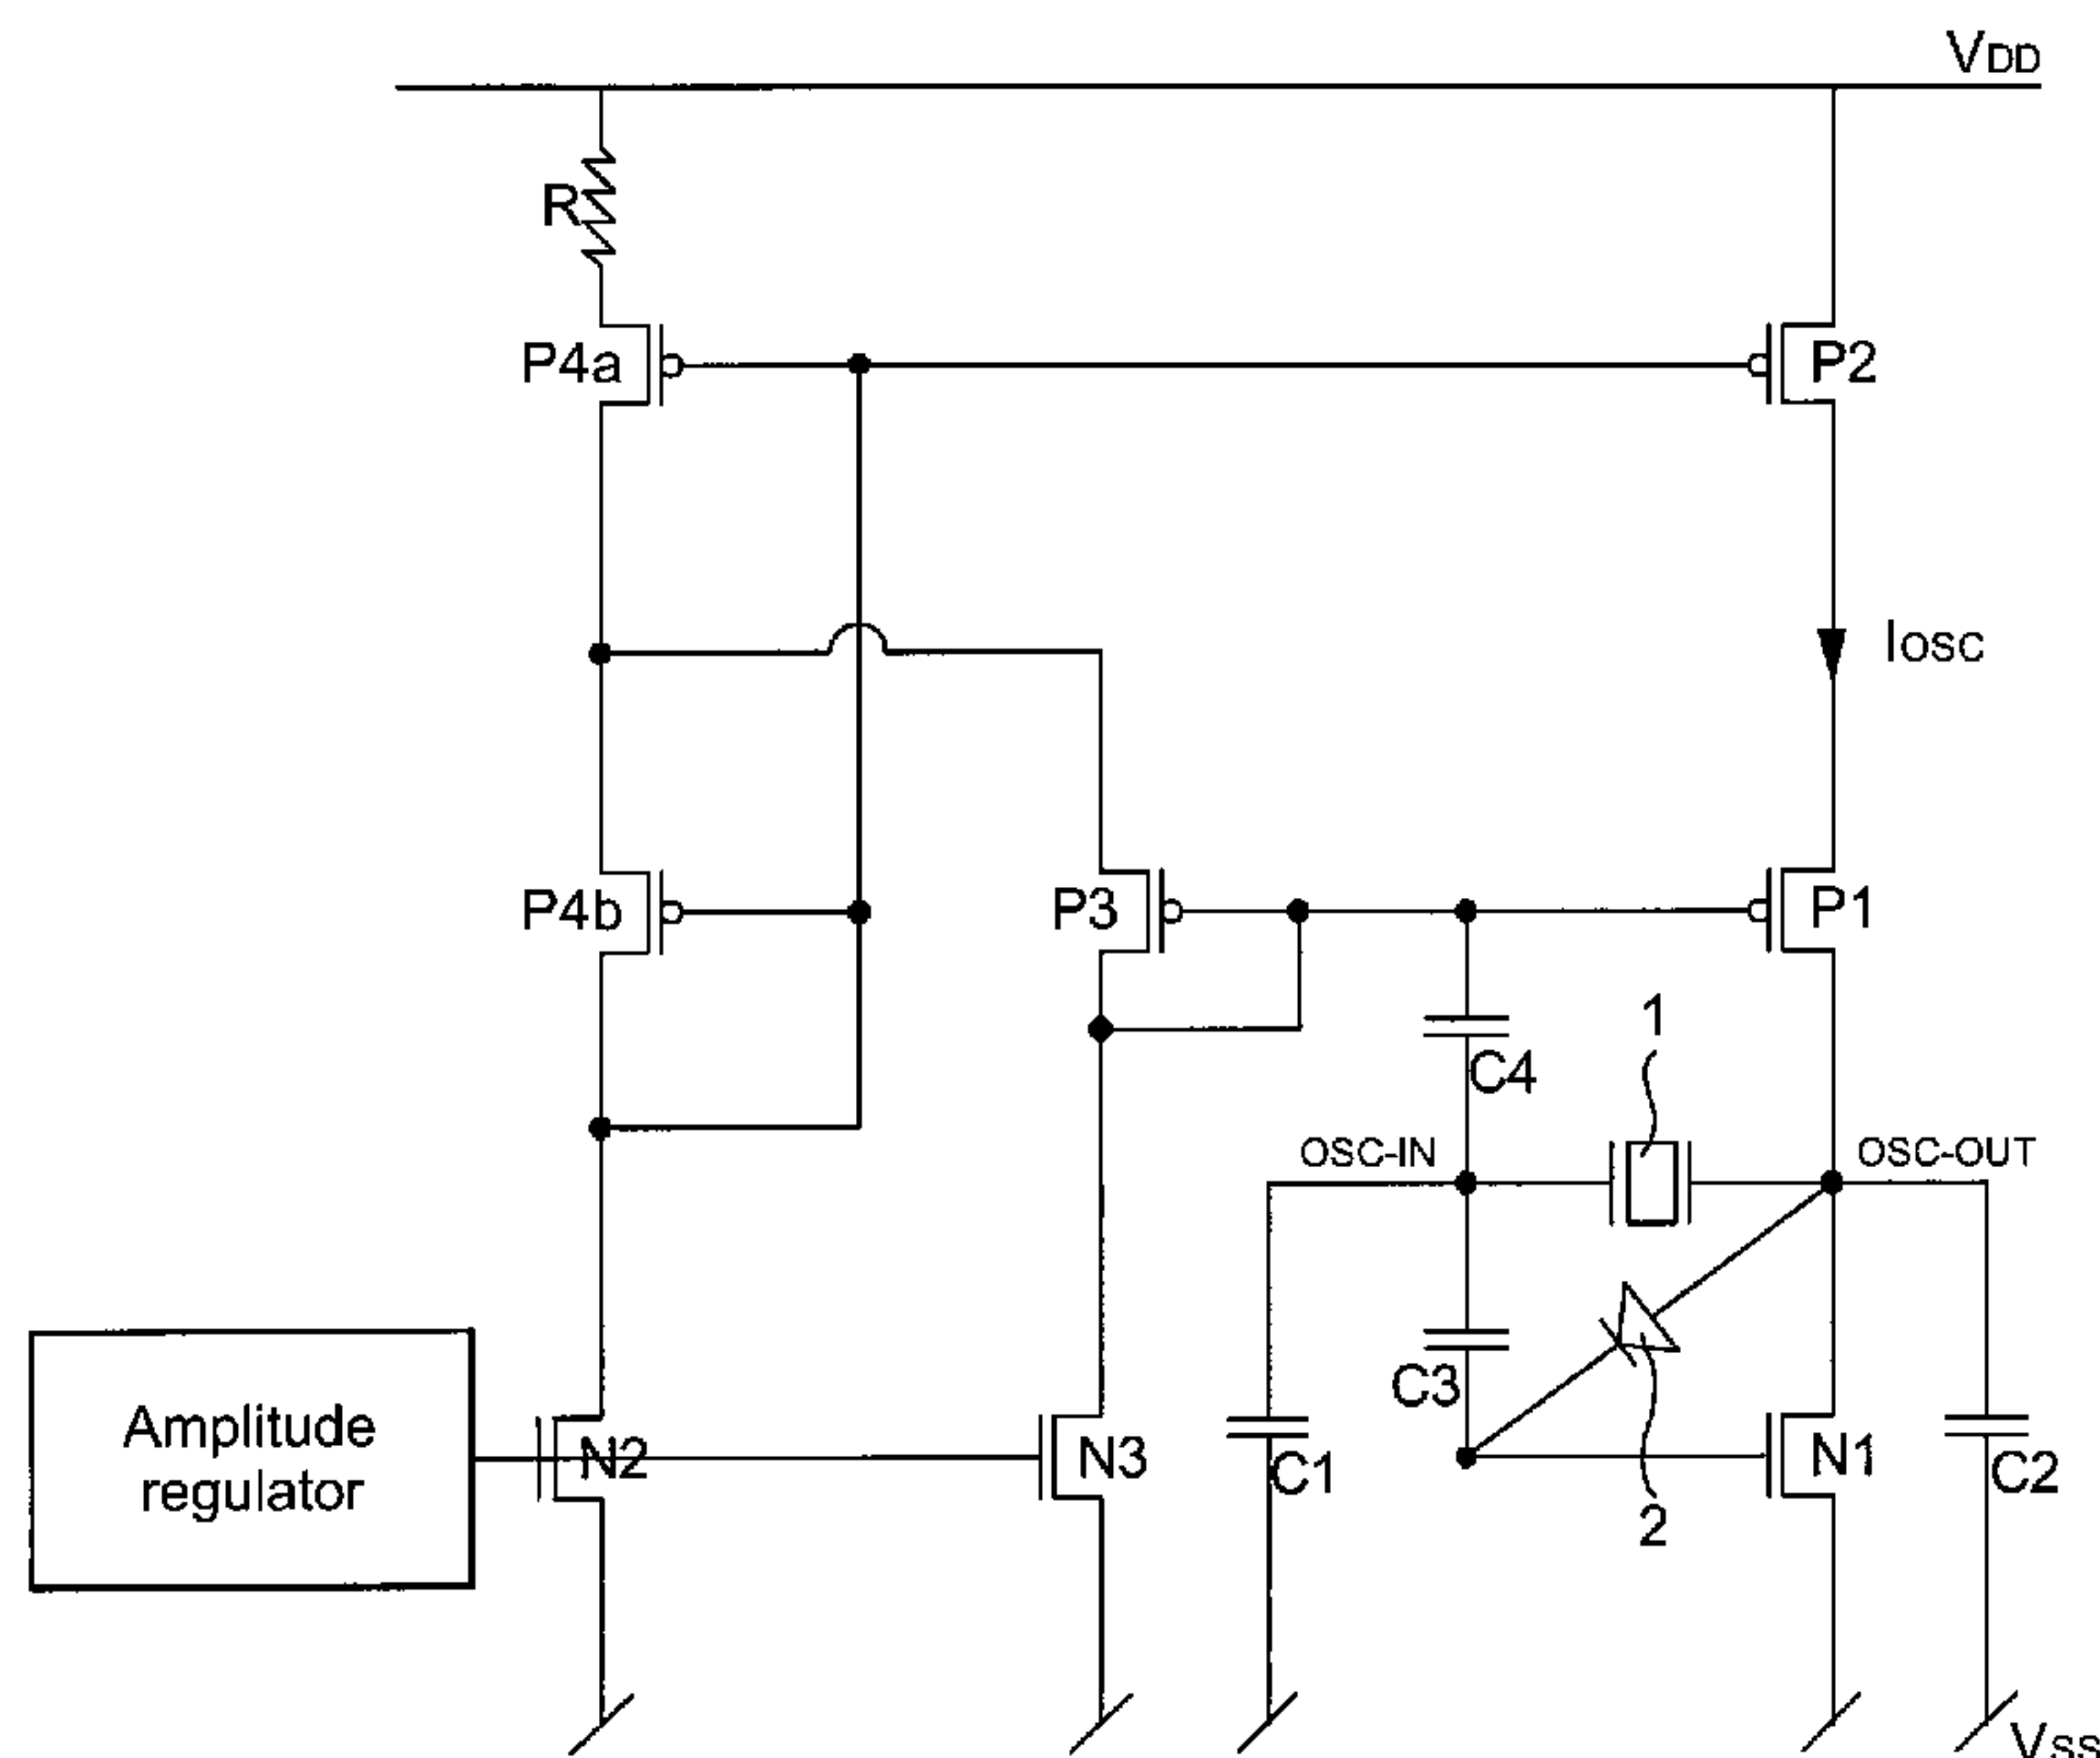 VDD
R
P4a
P2
IOSC
P4b
P3
P1
1
C4
OSC-IN
OSC-OUT
C3
Amplitude
regulator
N2
N3
C1
N1
C2
2
VSS